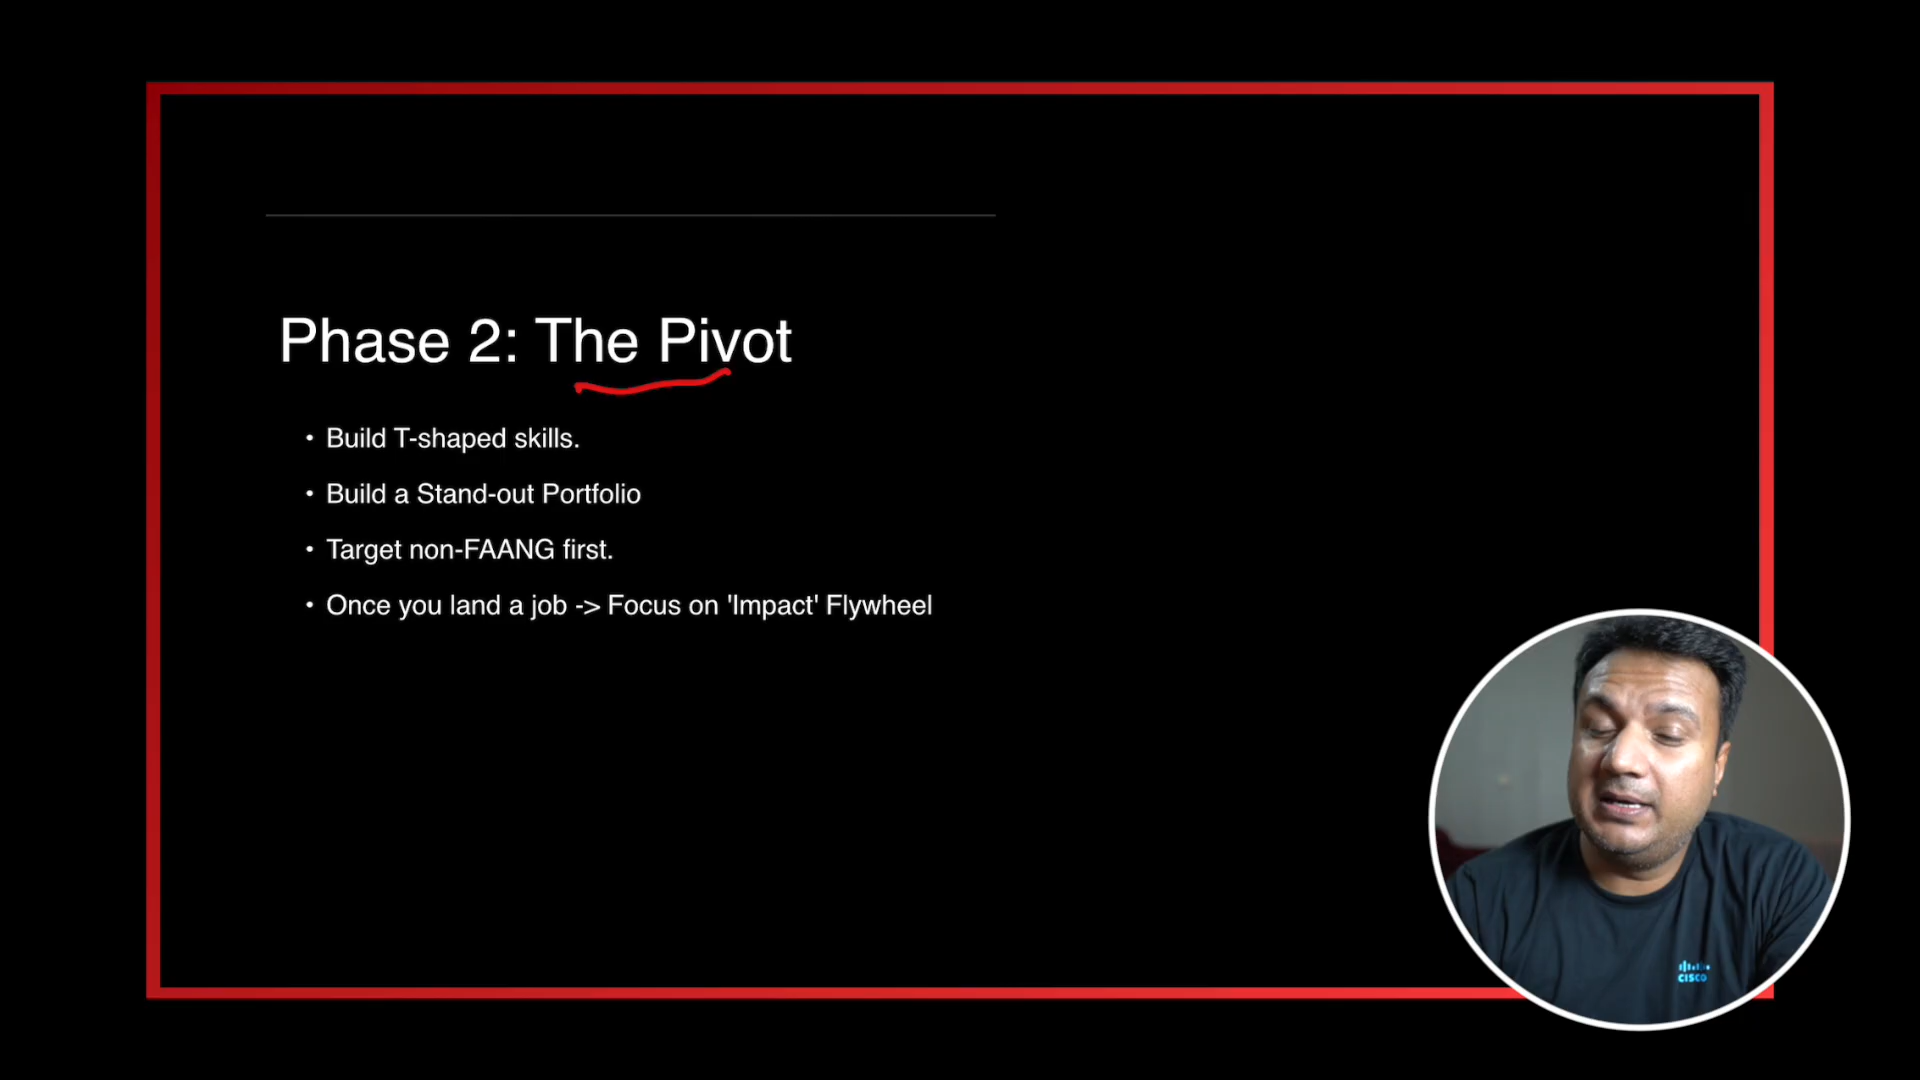 Phase 2: The Pivot
• Build T-shaped skills.
• Build a Stand-out Portfolio
• Target non-FAANG first.
• Once you land a job -> Focus on 'Impact' Flywheel
CISCO